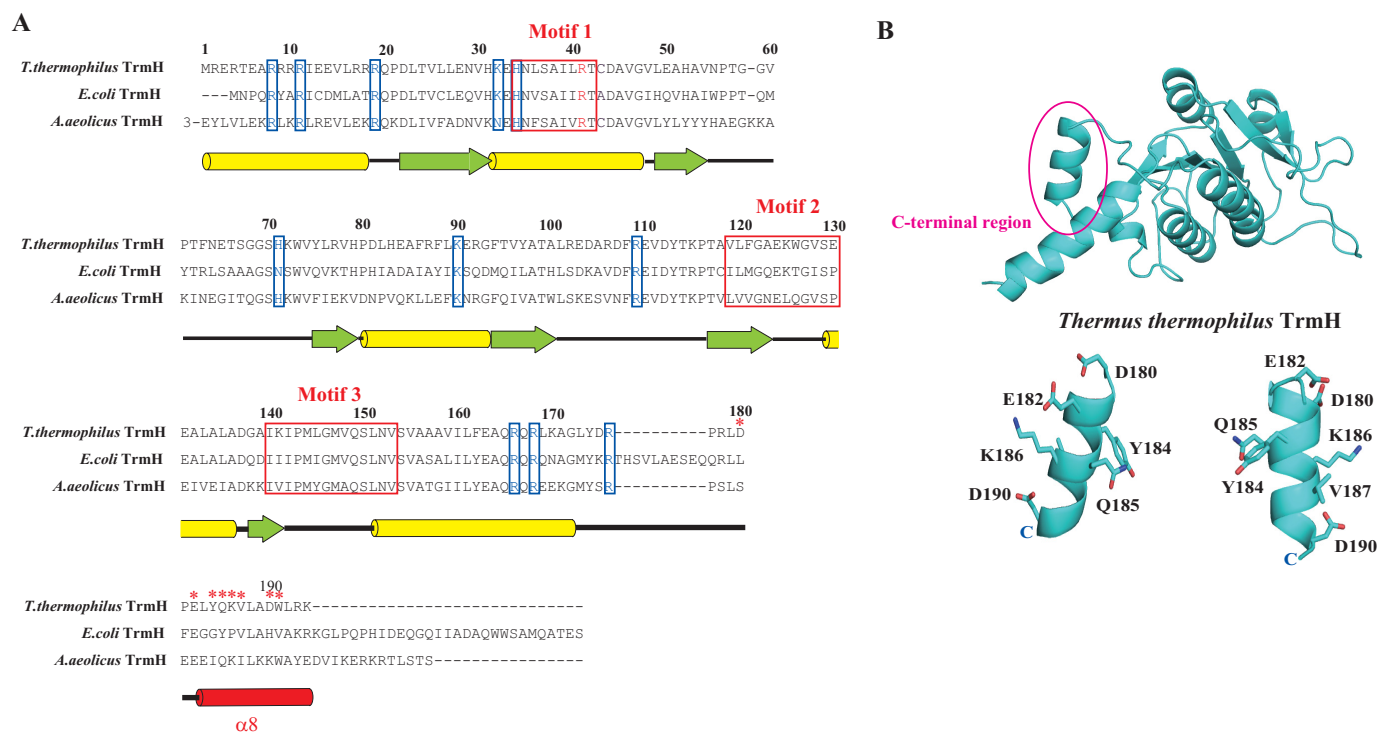 A
Motif 1
1 10 20 30 40 50 60
T.thermophilus TrmH MRERTEARRRRIEEVLRRRQPDLTVLLENVHKEHNLSAILRTCDAVGVLEAHAVNPTG-GV
E.coli TrmH ---MNPQRYARICDMLATRQPDLTVCLEQVHKEHNVSAIIRTADAVGIHQVHAIWPPT-QM
A.aeolicus TrmH 3-EYLVLEKRLKRLREVLEKRQKDLIVFADNVKNEHNFSAIVRTCDAVGVLYLYYYHAEGKKA
Motif 2
70 80 90 100 110 120 130
T.thermophilus TrmH PTFNETSGGSHKWVYLRVHPDLHEAFRFLKERGFTVYATALREDARDFREVDYTKPTAVLFGAEKWGVSE
E.coli TrmH YTRLSAAAGSNSWVQVKTHPHIADAIAYIKSQDMQILATHLSDKAVDFREIDYTRPTCILMGQEKTGISP
A.aeolicus TrmH KINEGITQGSHKWVFIEKVDNPVQKLLEFKNRGFQIVATWLSKESVNFREVDYTKPTVLVVGNELQGVSP
Motif 3
140 150 160 170 180
*
T.thermophilus TrmH EALALADGAIKIPMLGMVQSLNVSVAAAVILFEAQRQRLKAGLYDR----------PRLD
E.coli TrmH EALALADQDIIIPMIGMVQSLNVSVASALILYEAQRQRQNAGMYKRTHSVLAESEQQRLL
A.aeolicus TrmH EIVEIADKKIVIPMYGMAQSLNVSVATGIILYEAQRQREEKGMYSR----------PSLS
190
* **** **
T.thermophilus TrmH PELYQKVLADWLRK-----------------------------
E.coli TrmH FEGGYPVLAHVAKRKGLPQPHIDEQGQIIADAQWWSAMQATES
A.aeolicus TrmH EEEIQKILKKWAYEDVIKERKRTLSTS----------------
α8
B
C-terminal region
Thermus thermophilus TrmH
D180
E182
K186
Y184
D190
Q185
C
E182
D180
Q185
K186
Y184
V187
D190
C